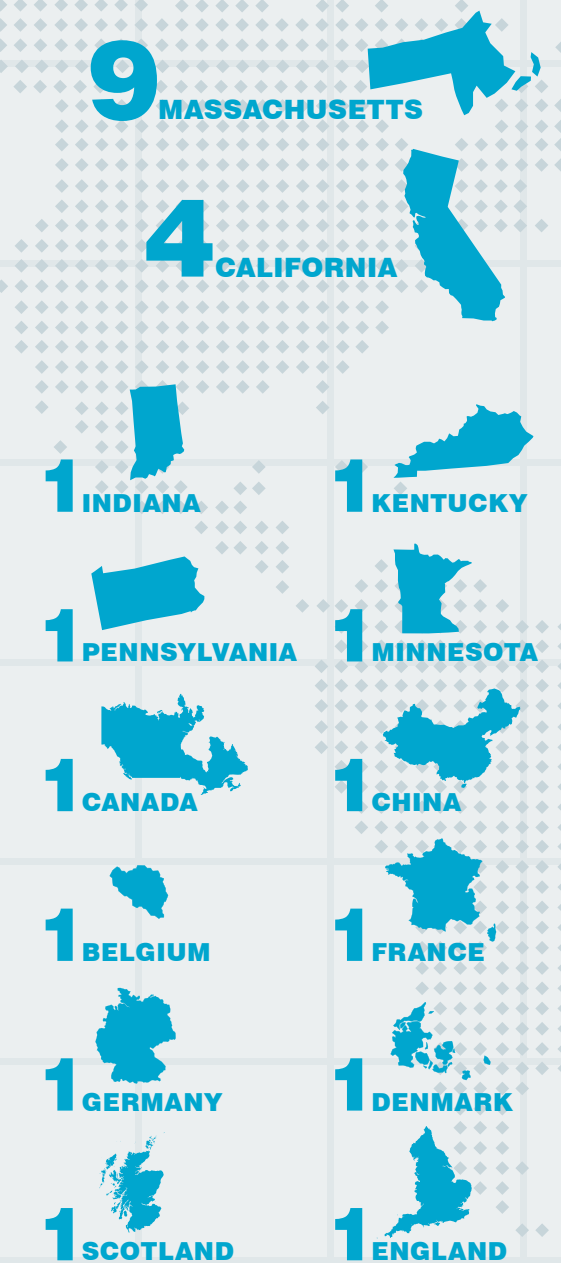 9 MASSACHUSETTS
4 CALIFORNIA
1 INDIANA
1 KENTUCKY
1 PENNSYLVANIA
1 MINNESOTA
1 CANADA
1 CHINA
1 BELGIUM
1 FRANCE
1 GERMANY
1 DENMARK
1 SCOTLAND
1 ENGLAND